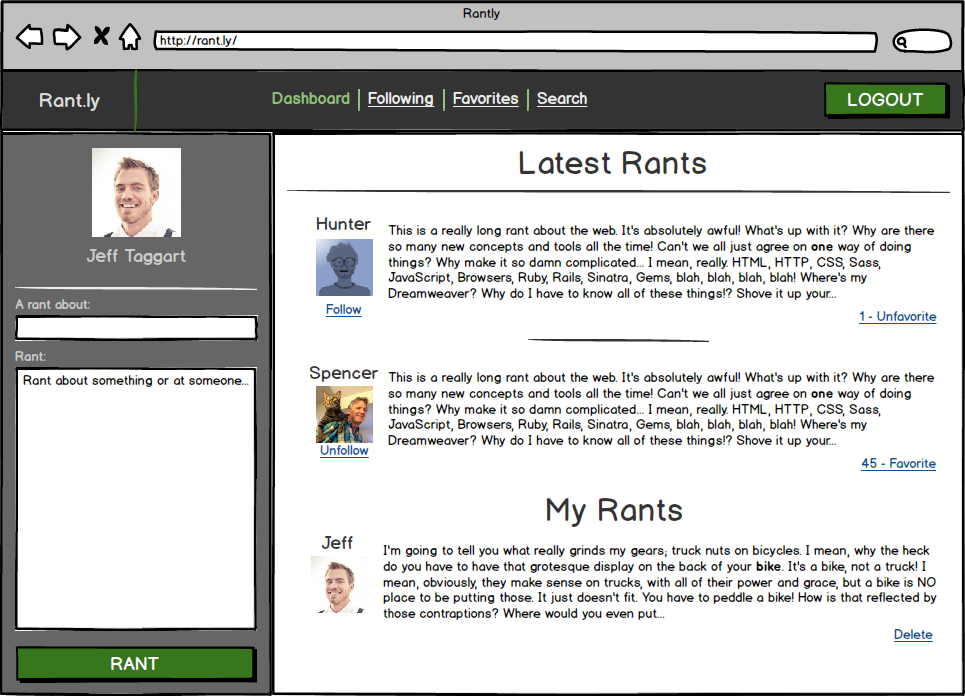 Rantly
http://rant.ly/
Rant.ly
Dashboard
Following
Favorites
Search
LOGOUT
Jeff Taggart
A rant about:
Rant:
Rant about something or at someone...
RANT
Latest Rants
Hunter
This is a really long rant about the web. It's absolutely awful! What's up with it? Why are there
so many new concepts and tools all the time! Can't we all just agree on one way of doing
things? Why make it so damn complicated... I mean, really. HTML, HTTP, CSS, Sass,
JavaScript, Browsers, Ruby, Rails, Sinatra, Gems, blah, blah, blah, blah! Where's my
Dreamweaver? Why do I have to know all of these things!? Shove it up your...
Follow
1 - Unfavorite
Spencer
This is a really long rant about the web. It's absolutely awful! What's up with it? Why are there
so many new concepts and tools all the time! Can't we all just agree on one way of doing
things? Why make it so damn complicated... I mean, really. HTML, HTTP, CSS, Sass,
JavaScript, Browsers, Ruby, Rails, Sinatra, Gems, blah, blah, blah, blah! Where's my
Dreamweaver? Why do I have to know all of these things!? Shove it up your...
Unfollow
45 - Favorite
My Rants
Jeff
I'm going to tell you what really grinds my gears; truck nuts on bicycles. I mean, why the heck
do you have to have that grotesque display on the back of your bike. It's a bike, not a truck! I
mean, obviously, they make sense on trucks, with all of their power and grace, but a bike is NO
place to be putting those. It just doesn't fit. You have to peddle a bike! How is that reflected by
those contraptions? Where would you even put...
Delete